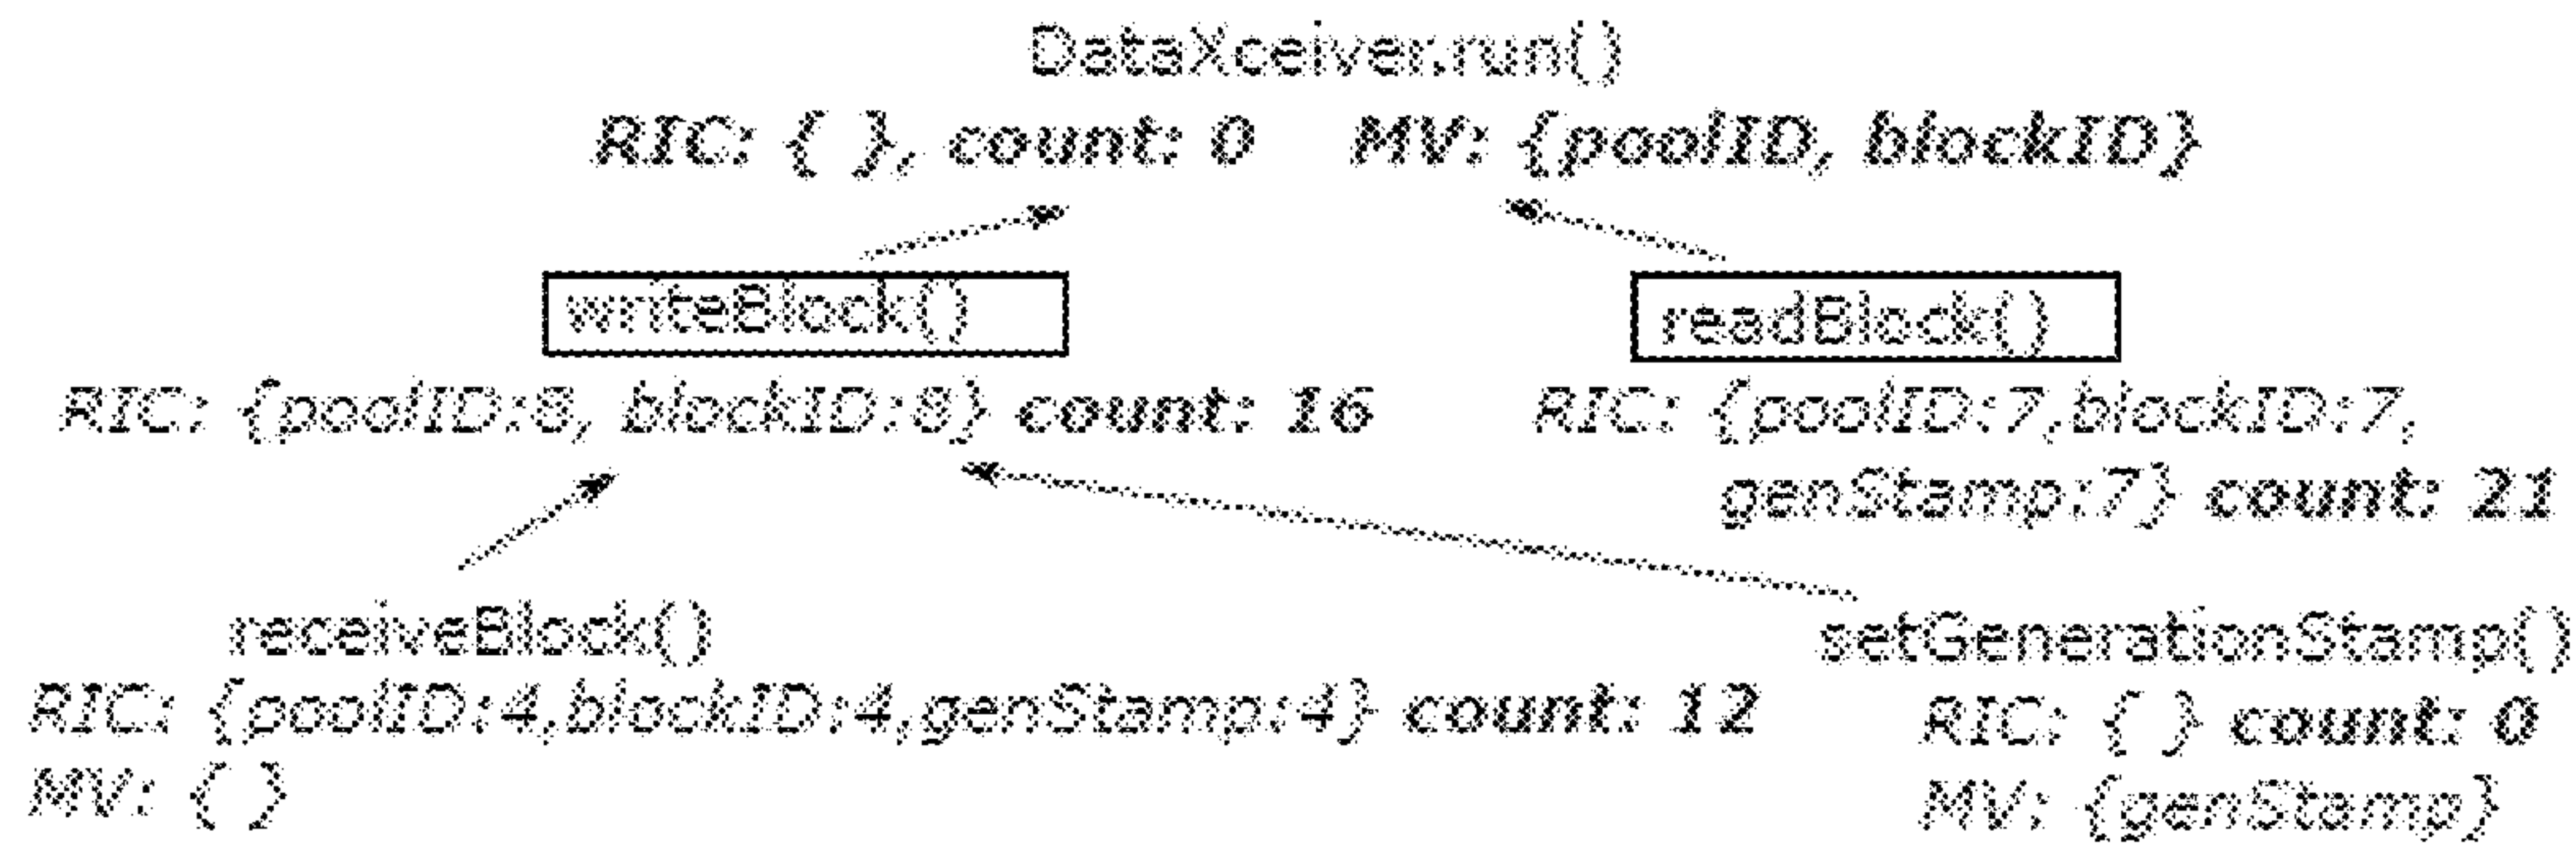 DataXceiver.run()
RIC: { }, count: 0 MV: {poolID, blockID}
writeBlock() readBlock()
RIC: {poolID:8, blockID:8} count: 16 RIC: {poolID:7,blockID:7,
genStamp:7} count: 21
receiveBlock() setGenerationStamp()
RIC: {poolID:4,blockID:4,genStamp:4} count: 12 RIC: { } count: 0
MV: { } MV: {genStamp}